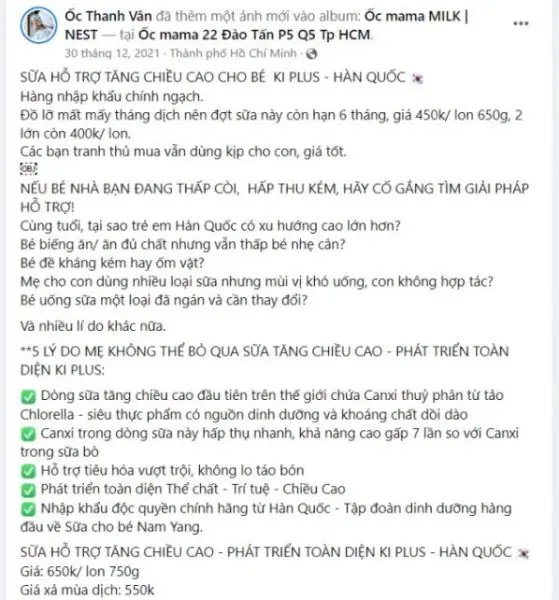 Ốc Thanh Vân đã thêm một ảnh mới vào album: Ốc mama MILK |
NEST — tại Ốc mama 22 Đào Tấn P5 Q5 Tp HCM.
30 tháng 12, 2021 · Thành phố Hồ Chí Minh ·
SỮA HỖ TRỢ TĂNG CHIỀU CAO CHO BÉ KI PLUS - HÀN QUỐC 🇰🇷
Hàng nhập khẩu chính ngạch.
Đồ lỡ mất mấy tháng dịch nên đợt sữa này còn hạn 6 tháng, giá 450k/ lon 650g, 2
lớn còn 400k/ lon.
Các bạn tranh thủ mua vẫn dùng kịp cho con, giá tốt.
OBJ
NẾU BÉ NHÀ BẠN ĐANG THẤP CÒI, HẤP THU KÉM, HÃY CỐ GẮNG TÌM GIẢI PHÁP
HỖ TRỢ!
Cùng tuổi, tại sao trẻ em Hàn Quốc có xu hướng cao lớn hơn?
Bé biếng ăn/ ăn đủ chất nhưng vẫn thấp bé nhẹ cân?
Bé đề kháng kém hay ốm vặt?
Mẹ cho con dùng nhiều loại sữa nhưng mùi vị khó uống, con không hợp tác?
Bé uống sữa một loại đã ngán và cần thay đổi?
Và nhiều lí do khác nữa.
**5 LÝ DO MẸ KHÔNG THỂ BỎ QUA SỮA TĂNG CHIỀU CAO - PHÁT TRIỂN TOÀN
DIỆN KI PLUS:
✅ Dòng sữa tăng chiều cao đầu tiên trên thế giới chứa Canxi thuỷ phân từ tảo
Chlorella - siêu thực phẩm có nguồn dinh dưỡng và khoáng chất dồi dào
✅ Canxi trong dòng sữa này hấp thụ nhanh, khả năng cao gấp 7 lần so với Canxi
trong sữa bò
✅ Hỗ trợ tiêu hóa vượt trội, không lo táo bón
✅ Phát triển toàn diện Thể chất - Trí tuệ - Chiều Cao
✅ Nhập khẩu độc quyền chính hãng từ Hàn Quốc - Tập đoàn dinh dưỡng hàng
đầu về Sữa cho bé Nam Yang.
SỮA HỖ TRỢ TĂNG CHIỀU CAO - PHÁT TRIỂN TOÀN DIỆN KI PLUS - HÀN QUỐC 🇰🇷
Giá: 650k/ lon 750g
Giá xả mùa dịch: 550k